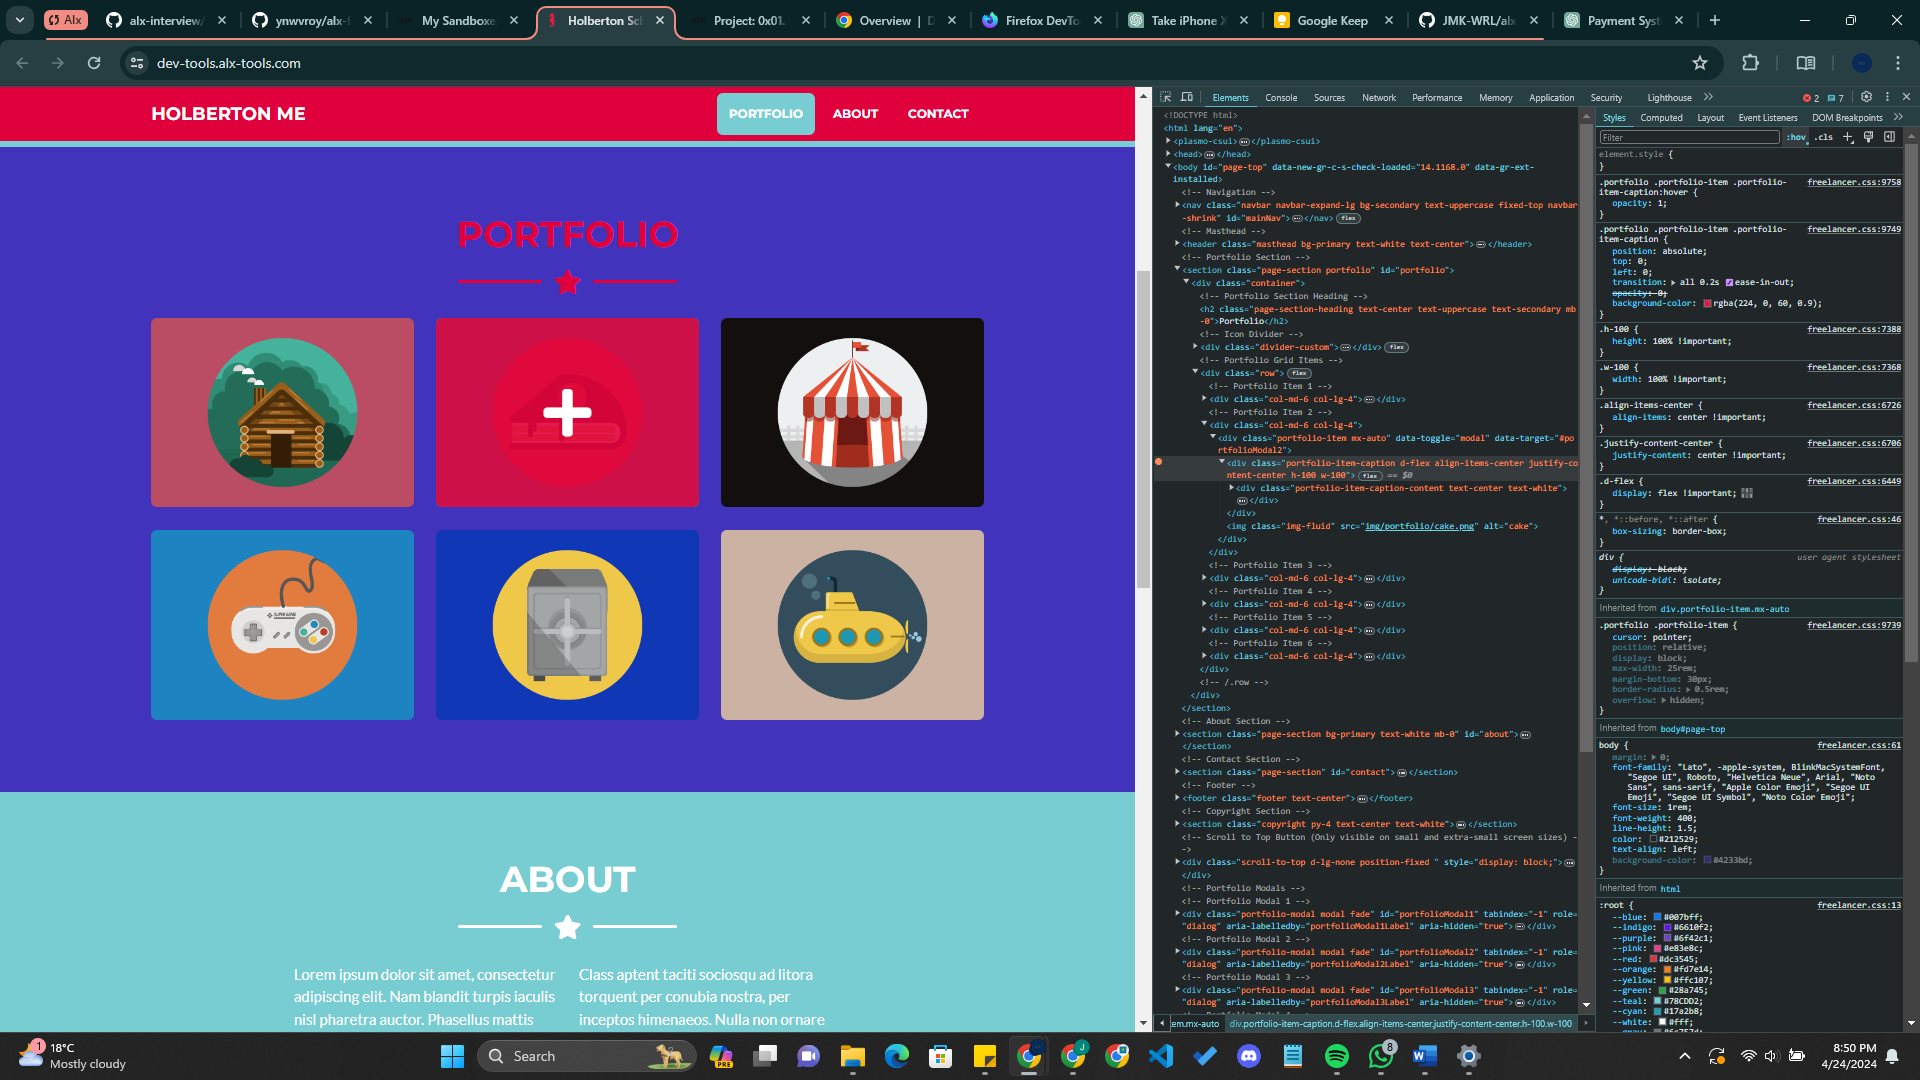 Alx
alx-interview/
ynwvroy/alx-f
My Sandboxe
Holberton Sc
Project: 0x01.
Overview | D
Firefox DevTo
Take iPhone X
Google Keep
JMK-WRL/alx
Payment Syst
dev-tools.alx-tools.com
HOLBERTON ME
PORTFOLIO
ABOUT
CONTACT
PORTFOLIO
SUPER GAME
ABOUT
Lorem ipsum dolor sit amet, consectetur
adipiscing elit. Nam blandit turpis iaculis
nisl pharetra auctor. Phasellus mattis
Class aptent taciti sociosqu ad litora
torquent per conubia nostra, per
inceptos himenaeos. Nulla non ornare
Elements Console Sources Network Performance Memory Application Security Lighthouse
2 7
<!DOCTYPE html>
<html lang="en">
<plasmo-csui></plasmo-csui>
<head></head>
<body id="page-top" data-new-gr-c-s-check-loaded="14.1168.0" data-gr-ext-
installed>
<!-- Navigation -->
<nav class="navbar navbar-expand-lg bg-secondary text-uppercase fixed-top navbar
-shrink" id="mainNav"></nav> flex
<!-- Masthead -->
<header class="masthead bg-primary text-white text-center"></header>
<!-- Portfolio Section -->
<section class="page-section portfolio" id="portfolio">
<div class="container">
<!-- Portfolio Section Heading -->
<h2 class="page-section-heading text-center text-uppercase text-secondary mb
-0">Portfolio</h2>
<!-- Icon Divider -->
<div class="divider-custom"></div> flex
<!-- Portfolio Grid Items -->
<div class="row"> flex
<!-- Portfolio Item 1 -->
<div class="col-md-6 col-lg-4"></div>
<!-- Portfolio Item 2 -->
<div class="col-md-6 col-lg-4">
<div class="portfolio-item mx-auto" data-toggle="modal" data-target="#po
rtfolioModal2">
<div class="portfolio-item-caption d-flex align-items-center justify-co
ntent-center h-100 w-100"> flex == $0
<div class="portfolio-item-caption-content text-center text-white">
</div>
</div>
<img class="img-fluid" src="img/portfolio/cake.png" alt="cake">
</div>
</div>
<!-- Portfolio Item 3 -->
<div class="col-md-6 col-lg-4"></div>
<!-- Portfolio Item 4 -->
<div class="col-md-6 col-lg-4"></div>
<!-- Portfolio Item 5 -->
<div class="col-md-6 col-lg-4"></div>
<!-- Portfolio Item 6 -->
<div class="col-md-6 col-lg-4"></div>
</div>
<!-- /.row -->
</div>
</section>
<!-- About Section -->
<section class="page-section bg-primary text-white mb-0" id="about">
</section>
<!-- Contact Section -->
<section class="page-section" id="contact"></section>
<!-- Footer -->
<footer class="footer text-center"></footer>
<!-- Copyright Section -->
<section class="copyright py-4 text-center text-white"></section>
<!-- Scroll to Top Button (Only visible on small and extra-small screen sizes) -
->
<div class="scroll-to-top d-lg-none position-fixed " style="display: block;">
</div>
<!-- Portfolio Modals -->
<!-- Portfolio Modal 1 -->
<div class="portfolio-modal modal fade" id="portfolioModal1" tabindex="-1" role=
"dialog" aria-labelledby="portfolioModal1Label" aria-hidden="true"></div>
<!-- Portfolio Modal 2 -->
<div class="portfolio-modal modal fade" id="portfolioModal2" tabindex="-1" role=
"dialog" aria-labelledby="portfolioModal2Label" aria-hidden="true"></div>
<!-- Portfolio Modal 3 -->
<div class="portfolio-modal modal fade" id="portfolioModal3" tabindex="-1" role=
"dialog" aria-labelledby="portfolioModal3Label" aria-hidden="true"></div>
tem.mx-auto div.portfolio-item-caption.d-flex.align-items-center.justify-content-center.h-100.w-100
Styles Computed Layout Event Listeners DOM Breakpoints
Filter :hov .cls
element.style {
}
.portfolio .portfolio-item .portfolio- freelancer.css:9758
item-caption:hover {
opacity: 1;
}
.portfolio .portfolio-item .portfolio- freelancer.css:9749
item-caption {
position: absolute;
top: 0;
left: 0;
transition: all 0.2s ease-in-out;
opacity: 0;
background-color: rgba(224, 0, 60, 0.9);
}
.h-100 { freelancer.css:7388
height: 100% !important;
}
.w-100 { freelancer.css:7368
width: 100% !important;
}
.align-items-center { freelancer.css:6726
align-items: center !important;
}
.justify-content-center { freelancer.css:6706
justify-content: center !important;
}
.d-flex { freelancer.css:6449
display: flex !important;
}
*, *::before, *::after { freelancer.css:46
box-sizing: border-box;
}
div { user agent stylesheet
display: block;
unicode-bidi: isolate;
}
Inherited from div.portfolio-item.mx-auto
.portfolio .portfolio-item { freelancer.css:9739
cursor: pointer;
position: relative;
display: block;
max-width: 25rem;
margin-bottom: 30px;
border-radius: 0.5rem;
overflow: hidden;
}
Inherited from body#page-top
body { freelancer.css:61
margin: 0;
font-family: "Lato", -apple-system, BlinkMacSystemFont,
"Segoe UI", Roboto, "Helvetica Neue", Arial, "Noto
Sans", sans-serif, "Apple Color Emoji", "Segoe UI
Emoji", "Segoe UI Symbol", "Noto Color Emoji";
font-size: 1rem;
font-weight: 400;
line-height: 1.5;
color: #212529;
text-align: left;
background-color: #4233bd;
}
Inherited from html
:root { freelancer.css:13
--blue: #007bff;
--indigo: #6610f2;
--purple: #6f42c1;
--pink: #e83e8c;
--red: #dc3545;
--orange: #fd7e14;
--yellow: #ffc107;
--green: #28a745;
--teal: #78CDD2;
--cyan: #17a2b8;
--white: #fff;
1
18°C
Mostly cloudy
Search
PRE
J
8
8:50 PM
4/24/2024